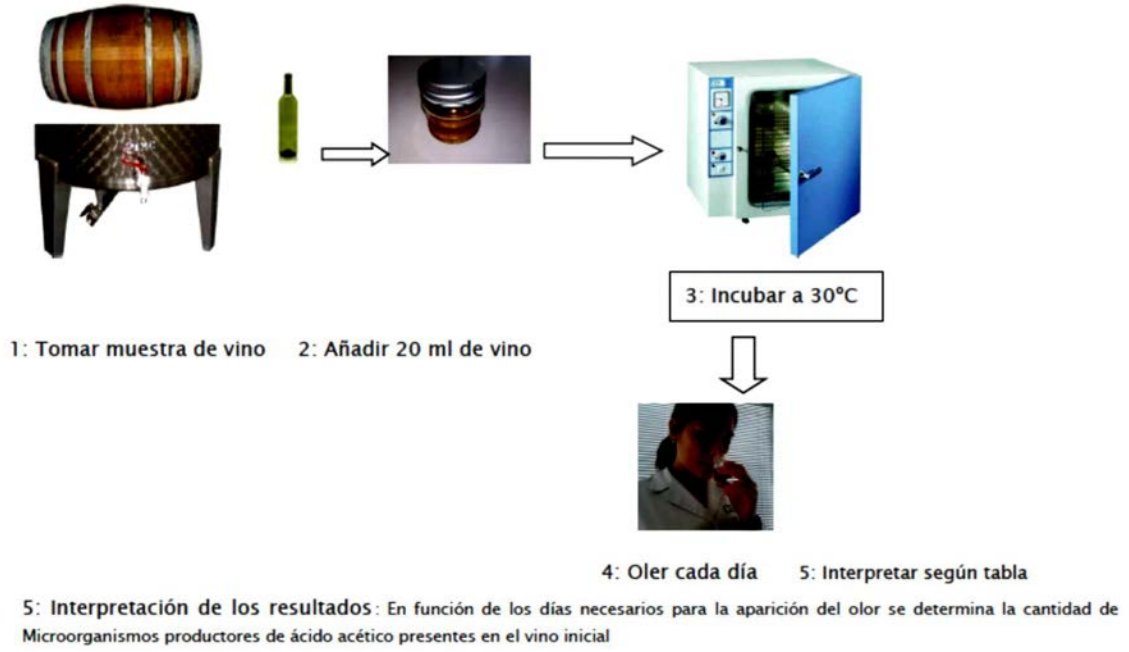 3: Incubar a 30°C
1: Tomar muestra de vino
2: Añadir 20 ml de vino
4: Oler cada día
5: Interpretar según tabla
5: Interpretación de los resultados: En función de los días necesarios para la aparición del olor se determina la cantidad de
Microorganismos productores de ácido acético presentes en el vino inicial